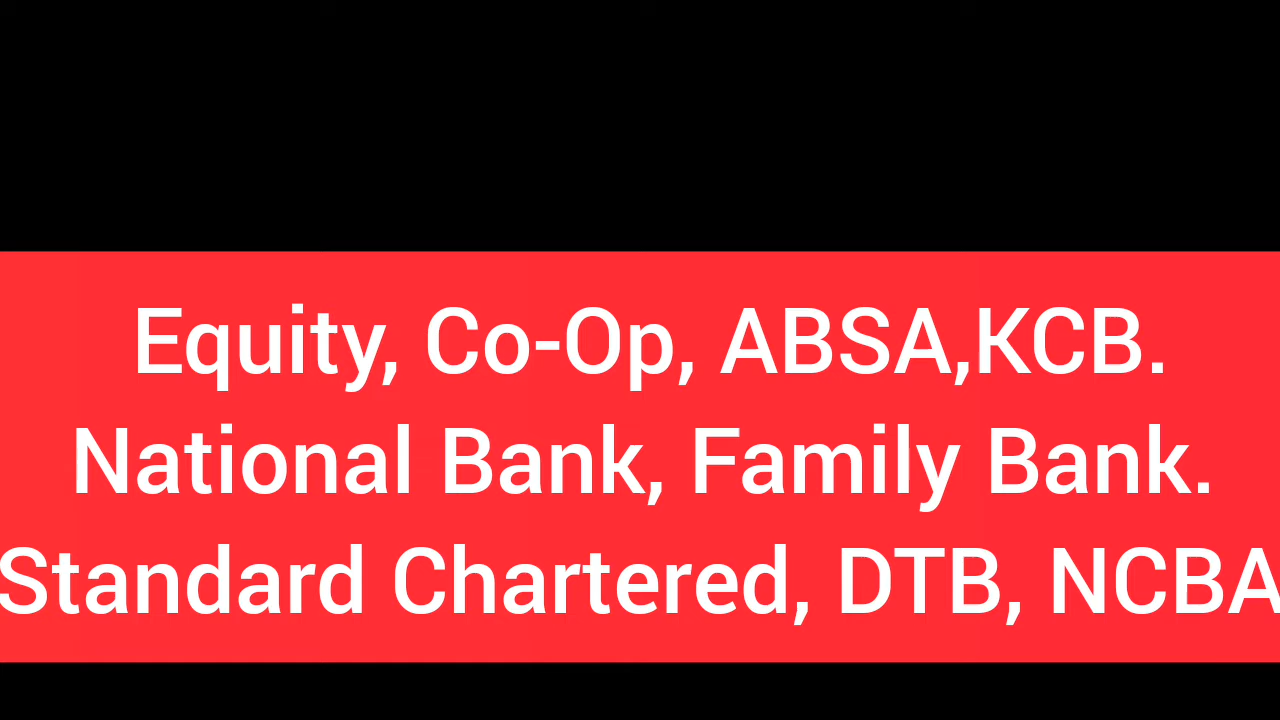 Equity, Co-Op, ABSA,KCB.
National Bank, Family Bank.
Standard Chartered, DTB, NCBA